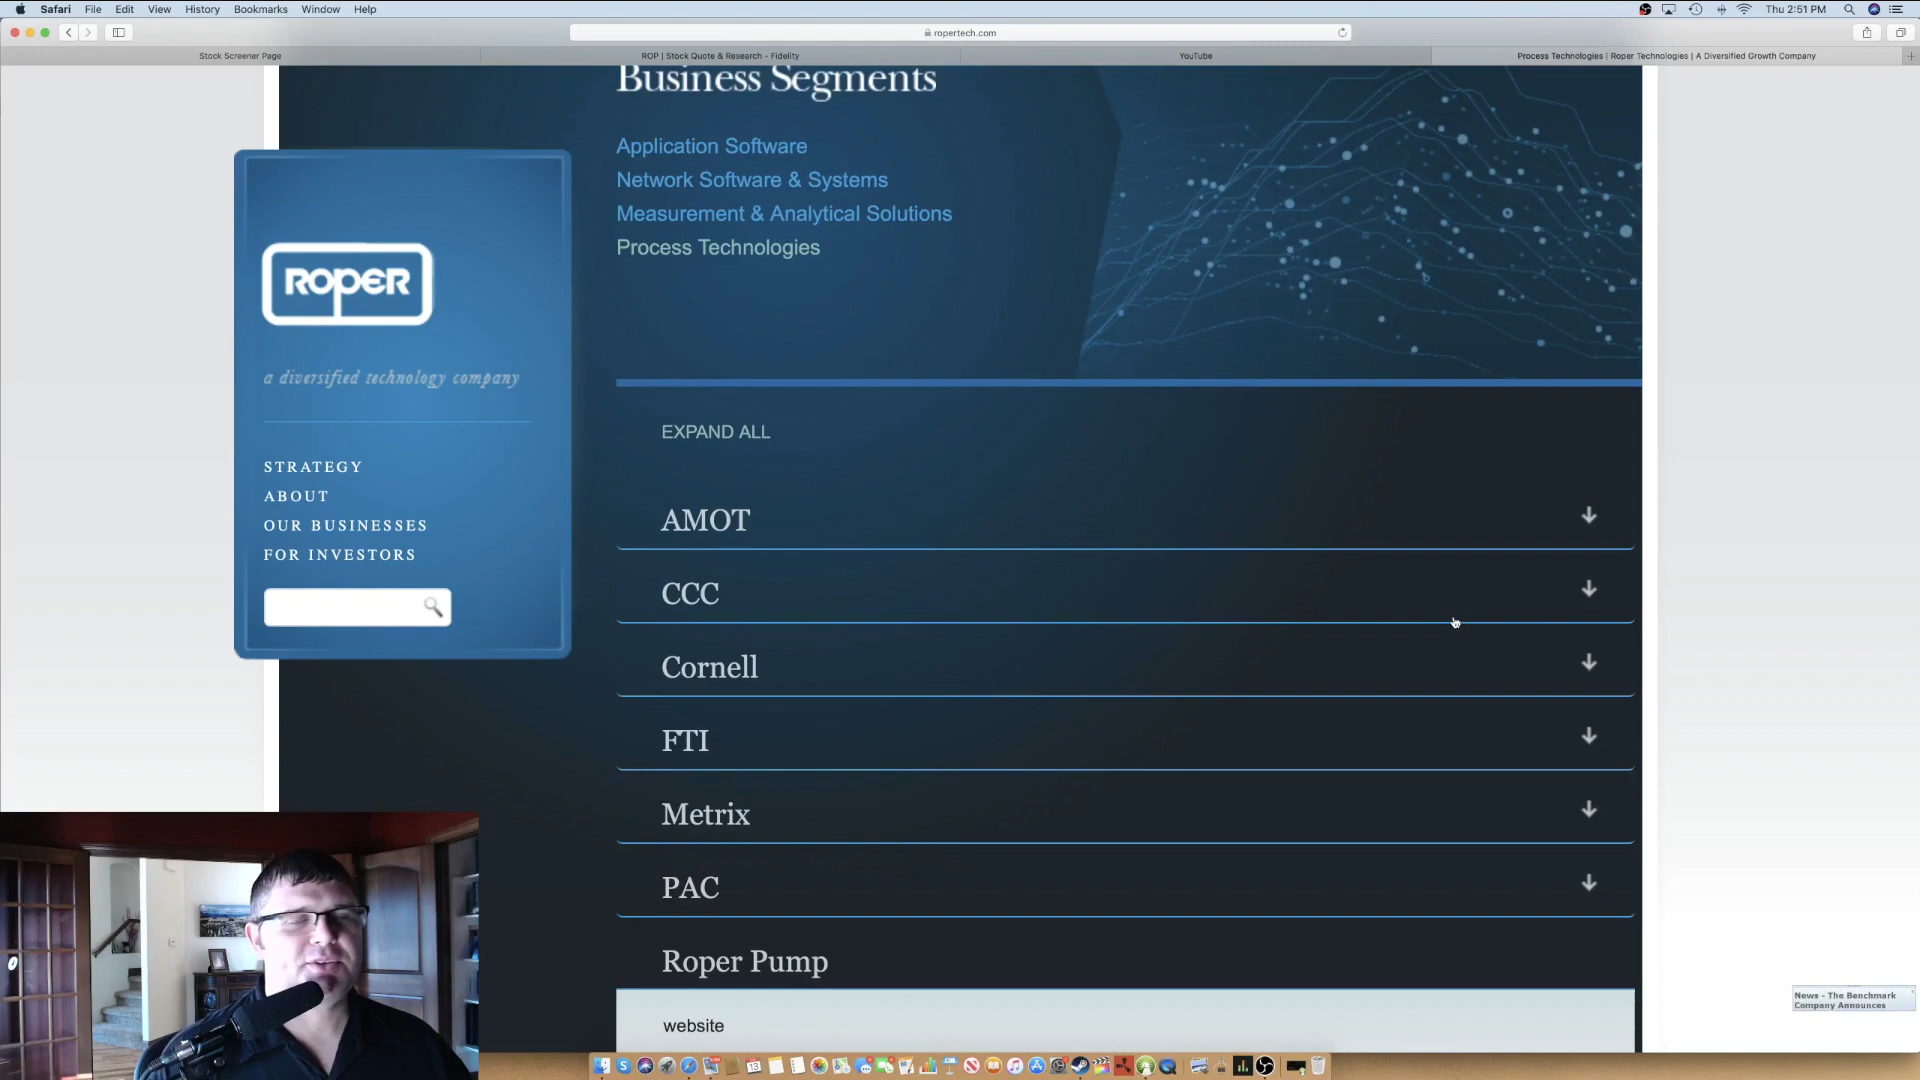 Safari File Edit View History Bookmarks Window Help
Thu 2:51 PM
ropertech.com
Stock Screener Page
ROP | Stock Quote & Research - Fidelity
YouTube
Process Technologies | Roper Technologies | A Diversified Growth Company
Business Segments
Application Software
Network Software & Systems
Measurement & Analytical Solutions
Process Technologies
ROPER
a diversified technology company
STRATEGY
ABOUT
OUR BUSINESSES
FOR INVESTORS
EXPAND ALL
AMOT
CCC
Cornell
FTI
Metrix
PAC
Roper Pump
website
News - The Benchmark
Company Announces